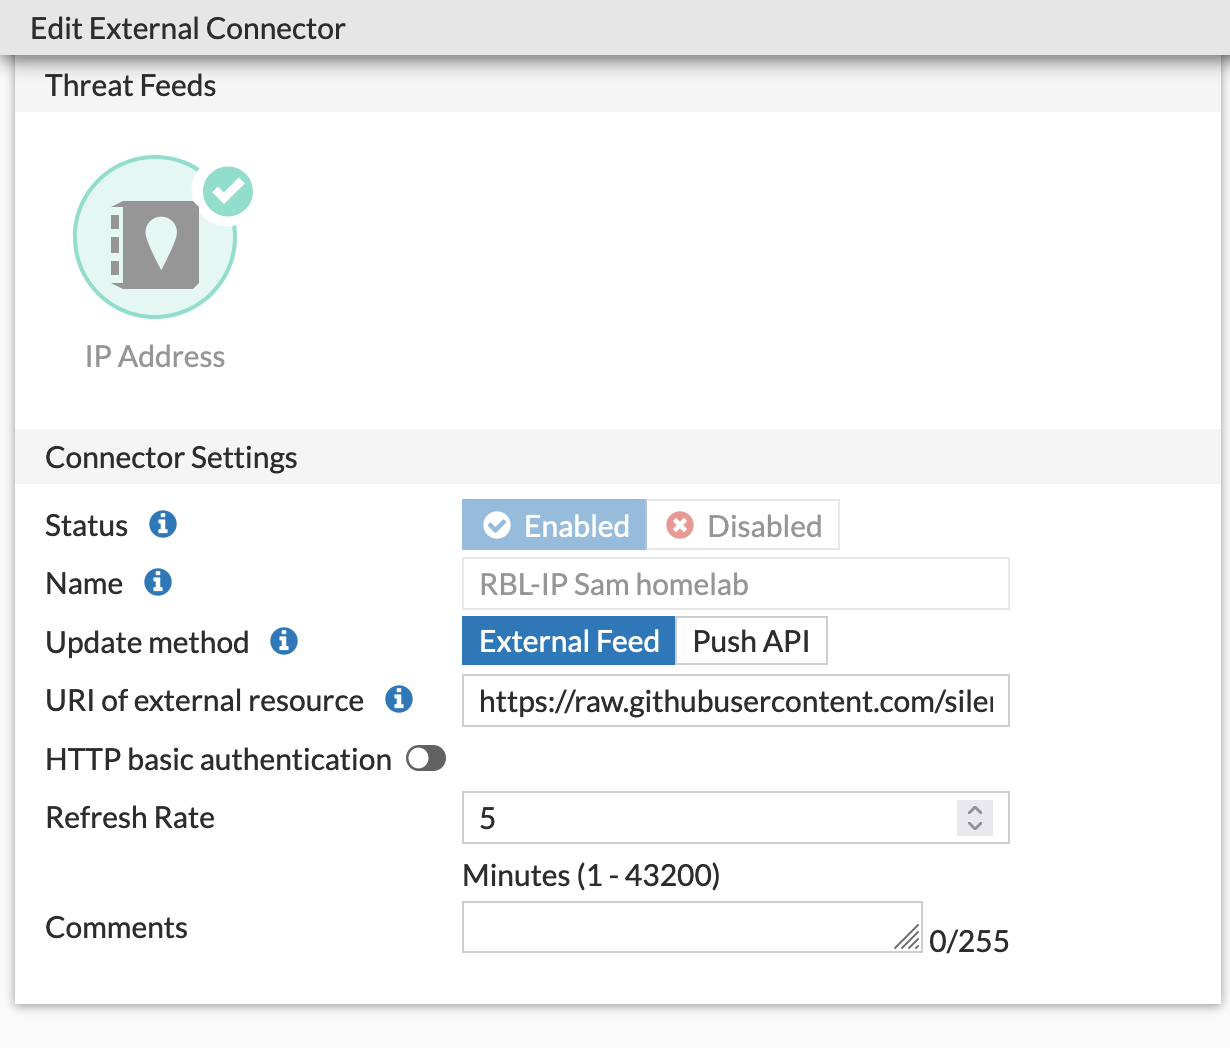 Edit External Connector
Threat Feeds
IP Address
Connector Settings
Status
Enabled
Disabled
Name
RBL-IP Sam homelab
Update method
External Feed
Push API
URI of external resource
https://raw.githubusercontent.com/siler
HTTP basic authentication
Refresh Rate
5
Minutes (1 - 43200)
Comments
0/255